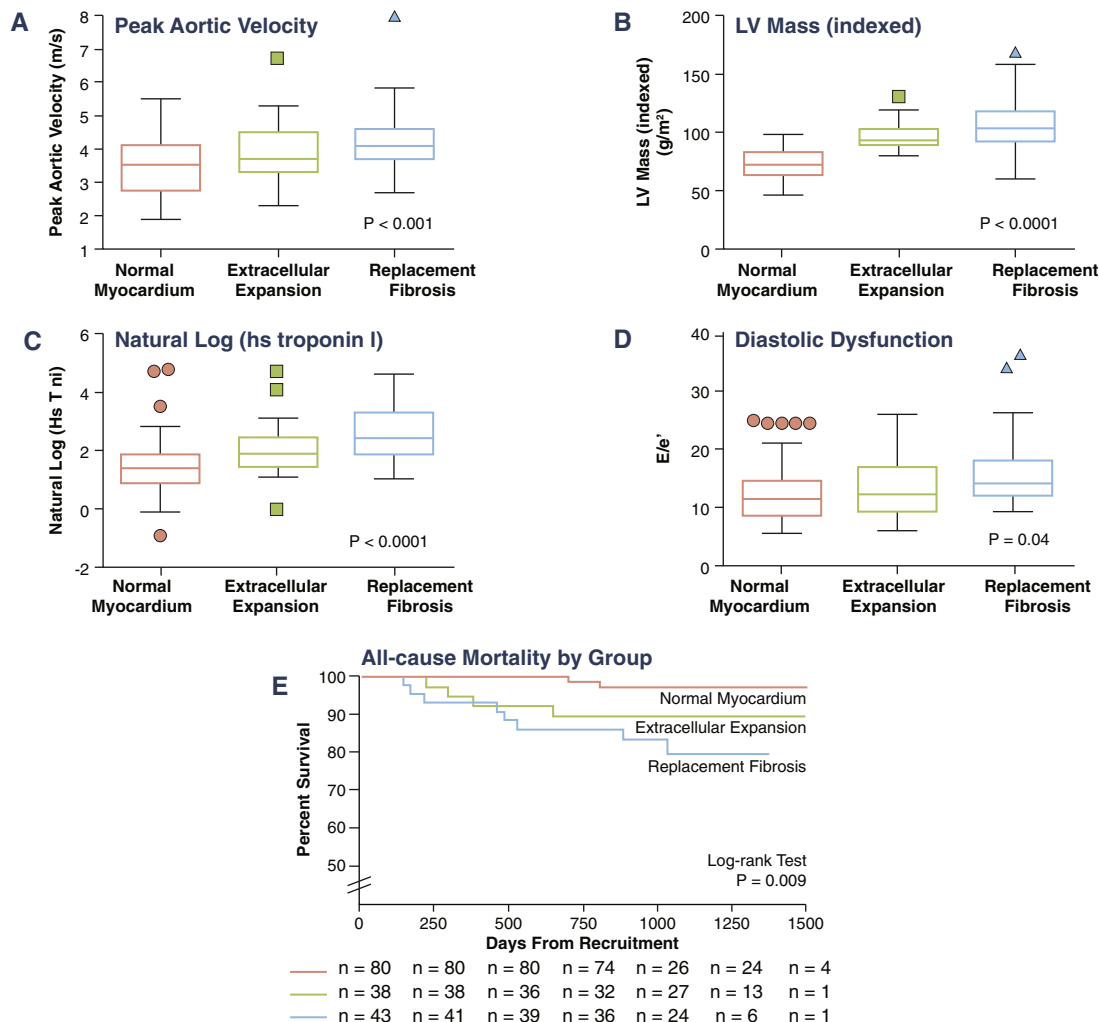 A
Peak Aortic Velocity
Peak Aortic Velocity (m/s)
8
7
6
5
4
3
2
1
P < 0.001
Normal
Myocardium
Extracellular
Expansion
Replacement
Fibrosis
B
LV Mass (indexed)
LV Mass (indexed)
(g/m²)
200
150
100
50
0
P < 0.0001
Normal
Myocardium
Extracellular
Expansion
Replacement
Fibrosis
C
Natural Log (hs troponin I)
Natural Log (Hs T ni)
6
4
2
0
-2
P < 0.0001
Normal
Myocardium
Extracellular
Expansion
Replacement
Fibrosis
D
Diastolic Dysfunction
E/e'
40
30
20
10
0
P = 0.04
Normal
Myocardium
Extracellular
Expansion
Replacement
Fibrosis
E
All-cause Mortality by Group
Percent Survival
100
90
80
70
60
50
Normal Myocardium
Extracellular Expansion
Replacement Fibrosis
Log-rank Test
P = 0.009
0 250 500 750 1000 1250 1500
Days From Recruitment
n = 80 n = 80 n = 80 n = 74 n = 26 n = 24 n = 4
n = 38 n = 38 n = 36 n = 32 n = 27 n = 13 n = 1
n = 43 n = 41 n = 39 n = 36 n = 24 n = 6 n = 1